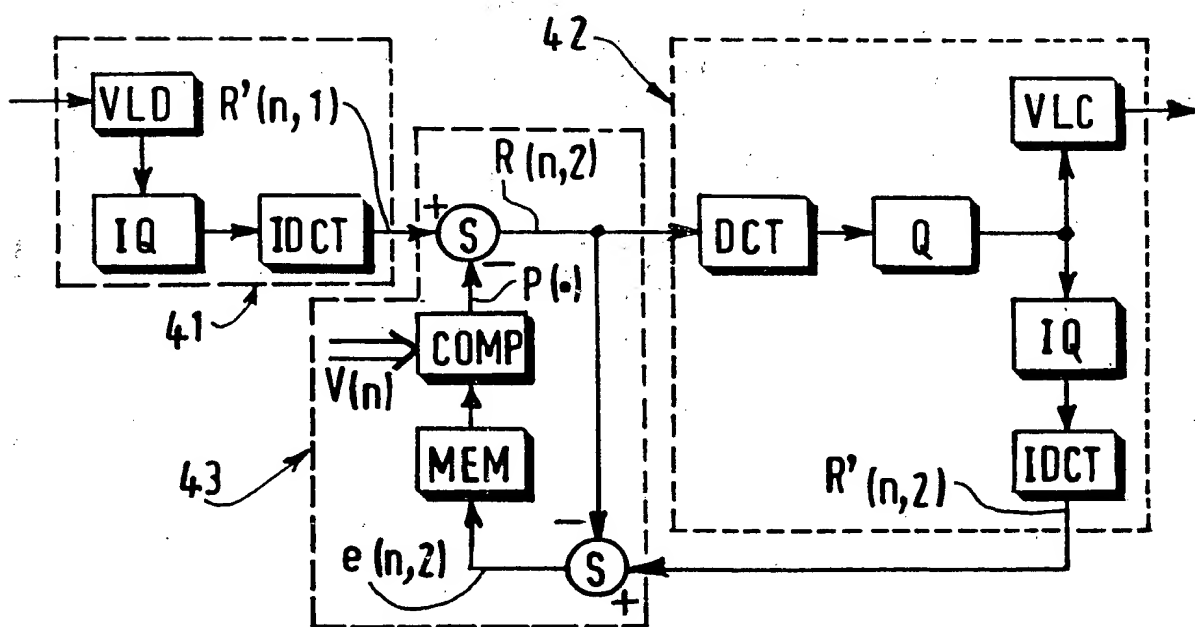 42
VLD
R'(n,1)
VLC
R(n,2)
+
IQ
IDCT
S
DCT
Q
−
P(•)
41
COMP
IQ
V(n)
43
MEM
IDCT
R'(n,2)
−
e(n,2)
S
+